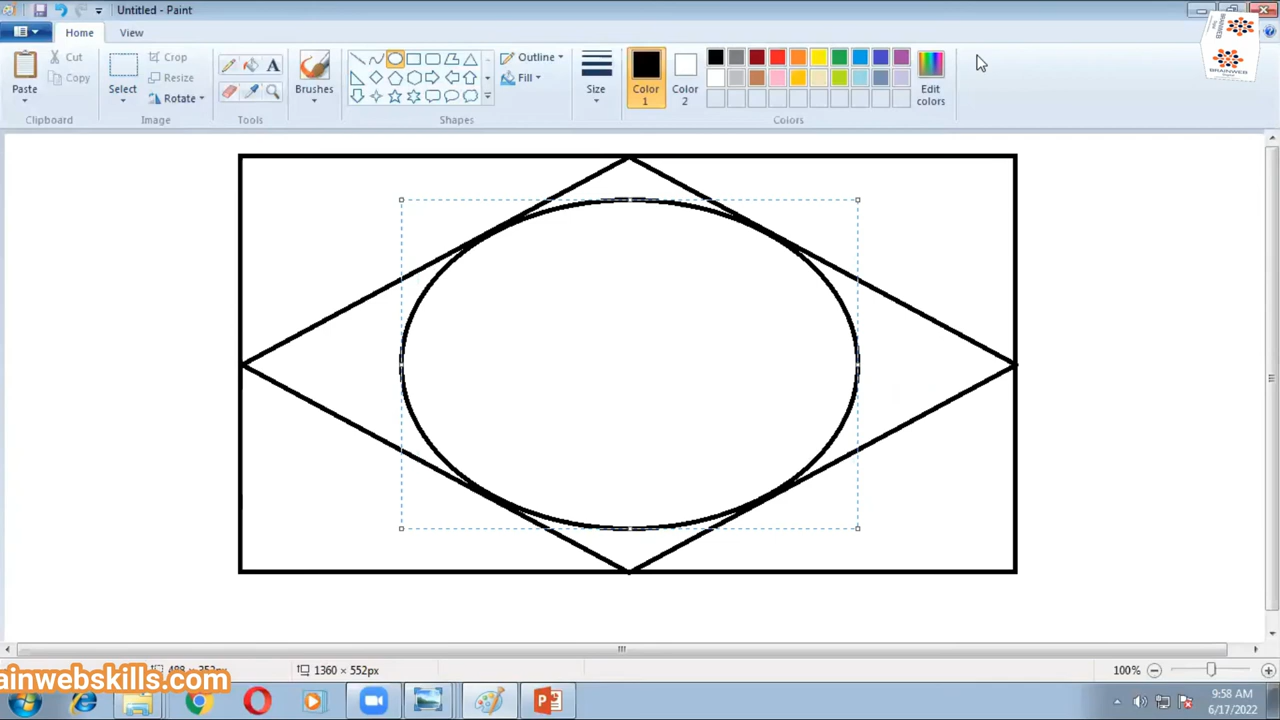 Untitled - Paint
Home
View
Paste
Cut
Copy
Clipboard
Select
Crop
Resize
Rotate
Image
A
Tools
Brushes
Shapes
Outline
Fill
Size
Color
1
Color
2
Edit
colors
Colors
BRAINWEB
1360 × 552px
100%
ainwebskills.com
9:58 AM
6/17/2022